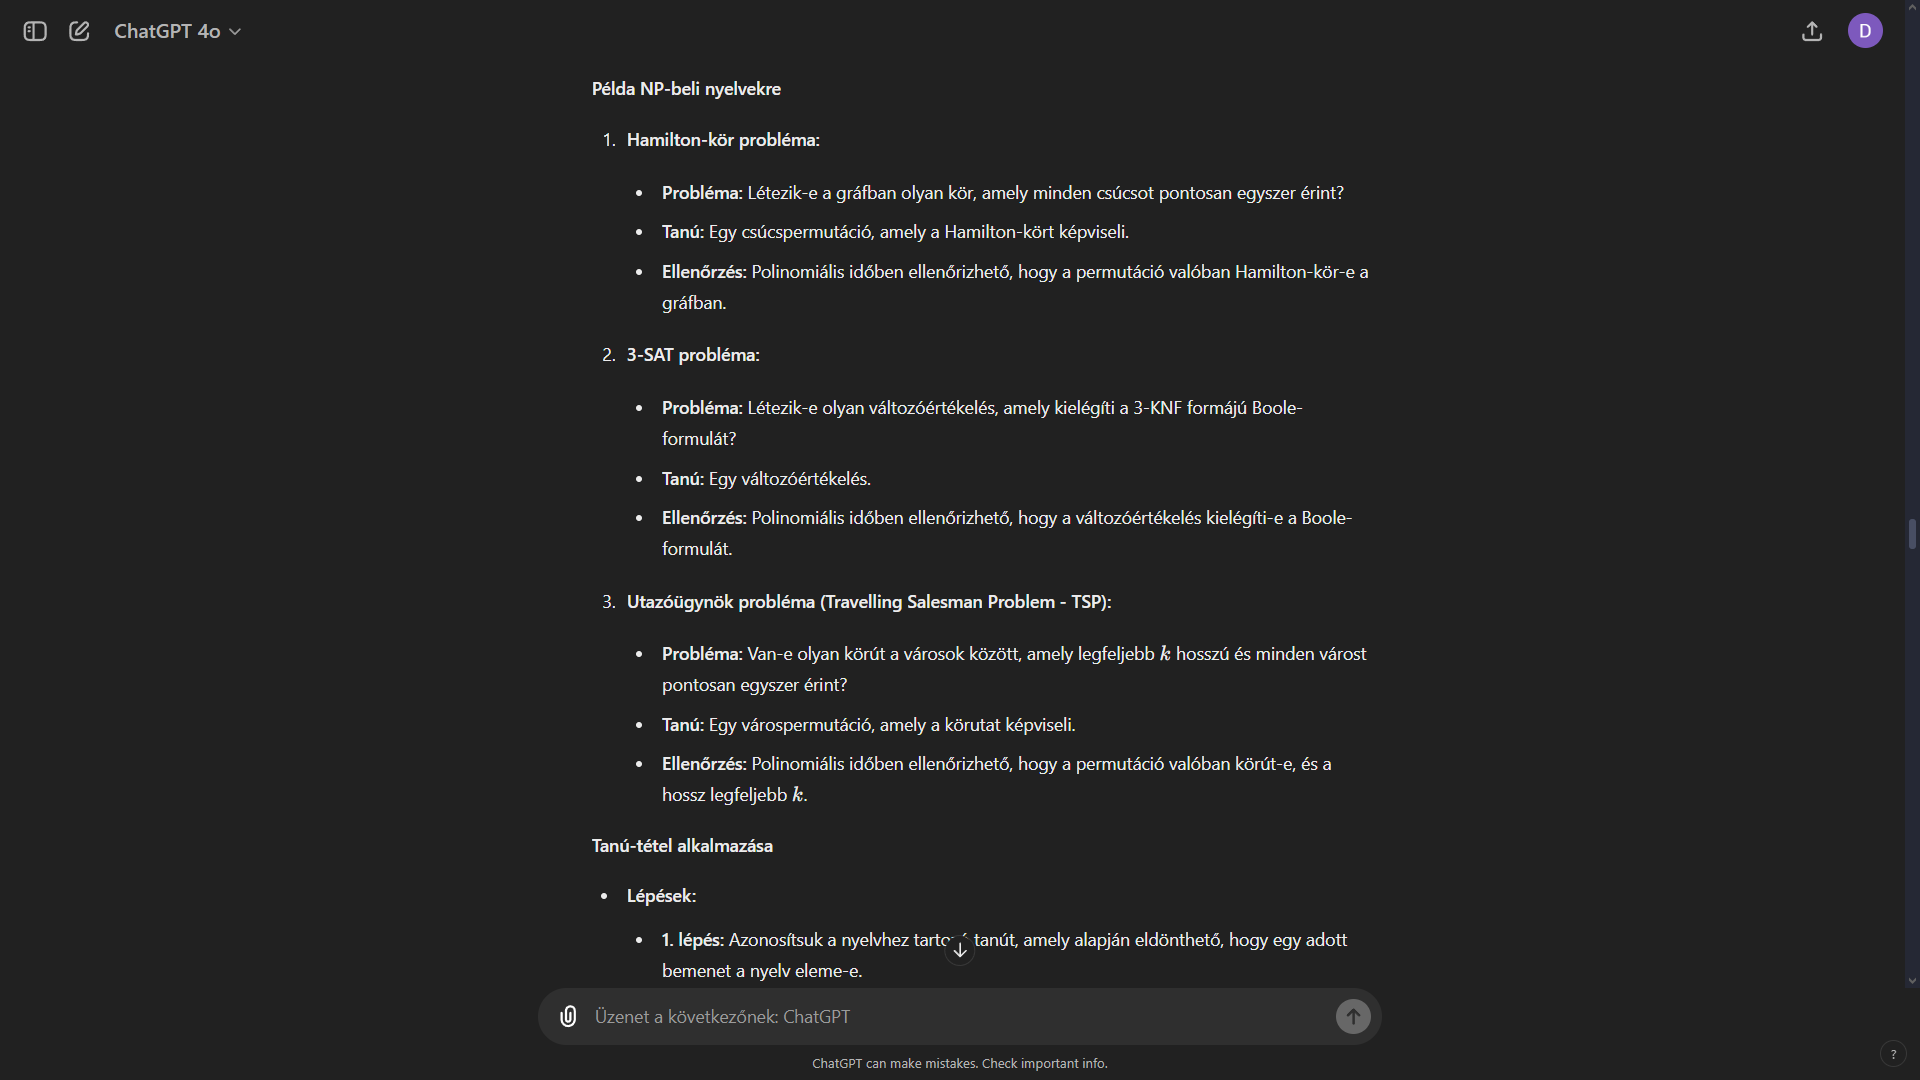 ChatGPT 4o
D
Példa NP-beli nyelvekre
1. Hamilton-kör probléma:
• Probléma: Létezik-e a gráfban olyan kör, amely minden csúcsot pontosan egyszer érint?
• Tanú: Egy csúcspermutáció, amely a Hamilton-kört képviseli.
• Ellenőrzés: Polinomiális időben ellenőrizhető, hogy a permutáció valóban Hamilton-kör-e a
gráfban.
2. 3-SAT probléma:
• Probléma: Létezik-e olyan változóértékelés, amely kielégíti a 3-KNF formájú Boole-
formulát?
• Tanú: Egy változóértékelés.
• Ellenőrzés: Polinomiális időben ellenőrizhető, hogy a változóértékelés kielégíti-e a Boole-
formulát.
3. Utazóügynök probléma (Travelling Salesman Problem - TSP):
• Probléma: Van-e olyan körút a városok között, amely legfeljebb k hosszú és minden várost
pontosan egyszer érint?
• Tanú: Egy várospermutáció, amely a körutat képviseli.
• Ellenőrzés: Polinomiális időben ellenőrizhető, hogy a permutáció valóban körút-e, és a
hossz legfeljebb k.
Tanú-tétel alkalmazása
• Lépések:
• 1. lépés: Azonosítsuk a nyelvhez tanút, amely alapján eldönthető, hogy egy adott
bemenet a nyelv eleme-e.
Üzenet a következőnek: ChatGPT
ChatGPT can make mistakes. Check important info.
?